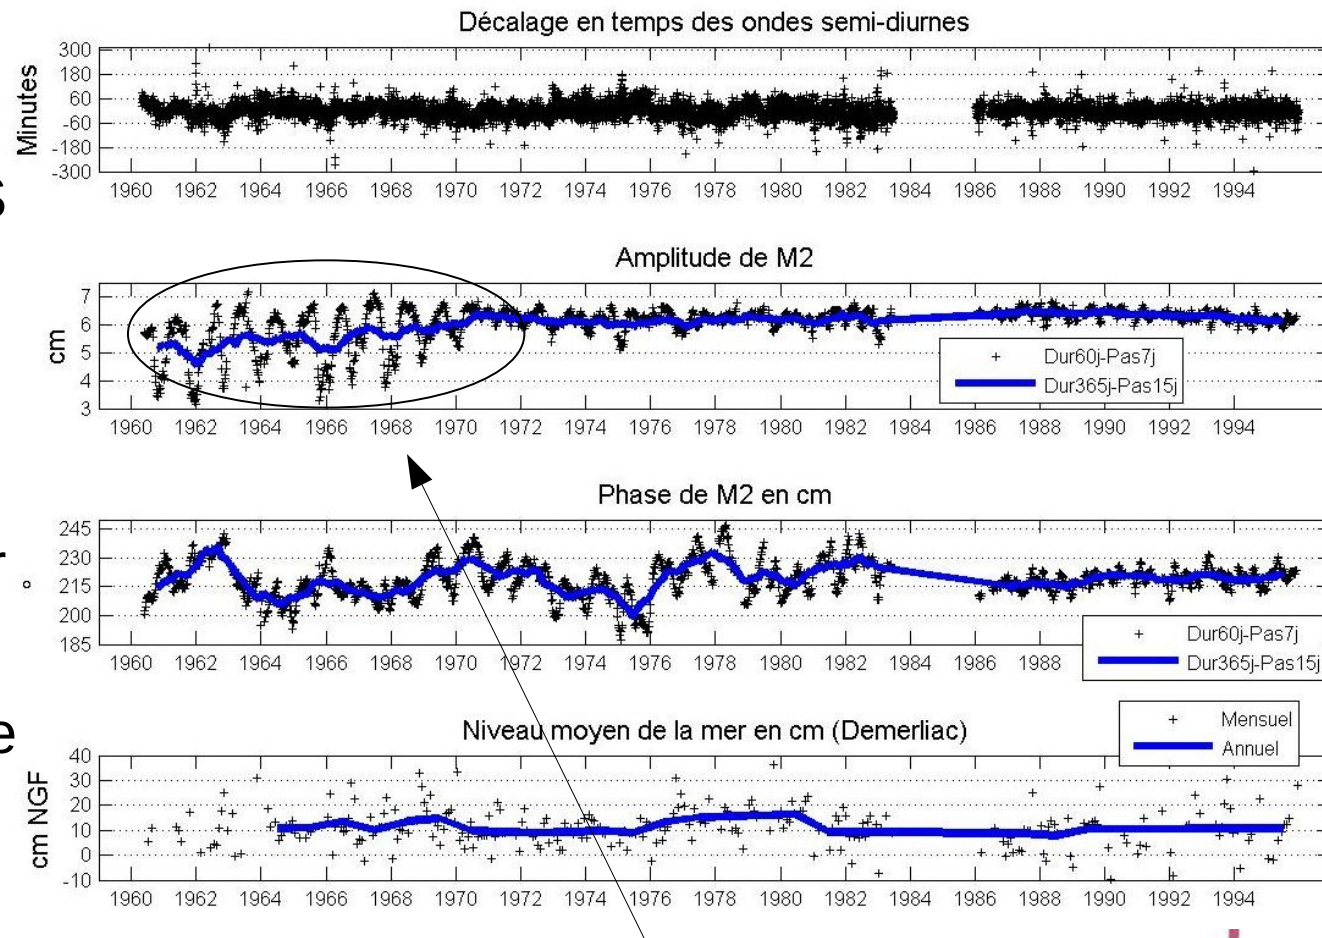 Décalage en temps des ondes semi-diurnes
Minutes
300
180
60
-60
-180
-300
1960 1962 1964 1966 1968 1970 1972 1974 1976 1978 1980 1982 1984 1986 1988 1990 1992 1994
s
Amplitude de M2
cm
7
6
5
4
3
Dur60j-Pas7j
Dur365j-Pas15j
1960 1962 1964 1966 1968 1970 1972 1974 1976 1978 1980 1982 1984 1986 1988 1990 1992 1994
Phase de M2 en cm
°
245
230
215
200
185
Dur60j-Pas7j
Dur365j-Pas15j
1960 1962 1964 1966 1968 1970 1972 1974 1976 1978 1980 1982 1984 1986 1988
e
Niveau moyen de la mer en cm (Demerliac)
Mensuel
Annuel
cm NGF
40
30
20
10
0
-10
1960 1962 1964 1966 1968 1970 1972 1974 1976 1978 1980 1982 1984 1986 1988 1990 1992 1994